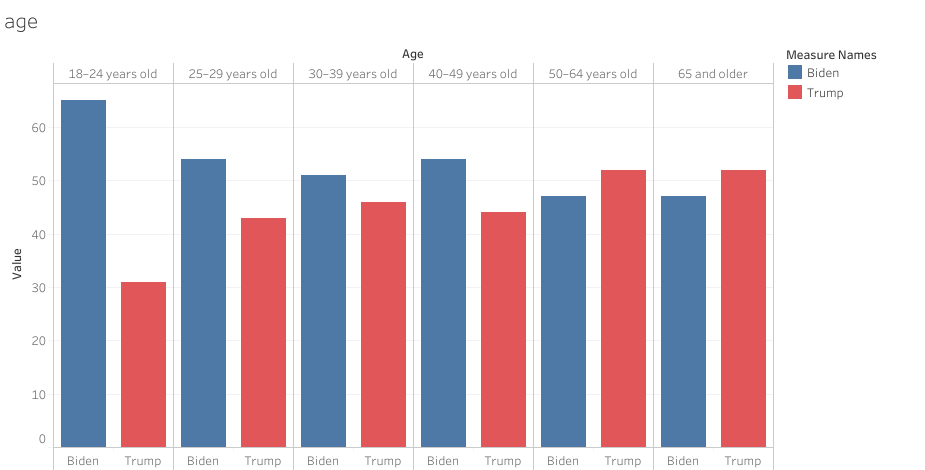 age
Age
18–24 years old 25–29 years old 30–39 years old 40–49 years old 50–64 years old 65 and older
Measure Names
Biden
Trump
Value
60
50
40
30
20
10
0
Biden Trump Biden Trump Biden Trump Biden Trump Biden Trump Biden Trump